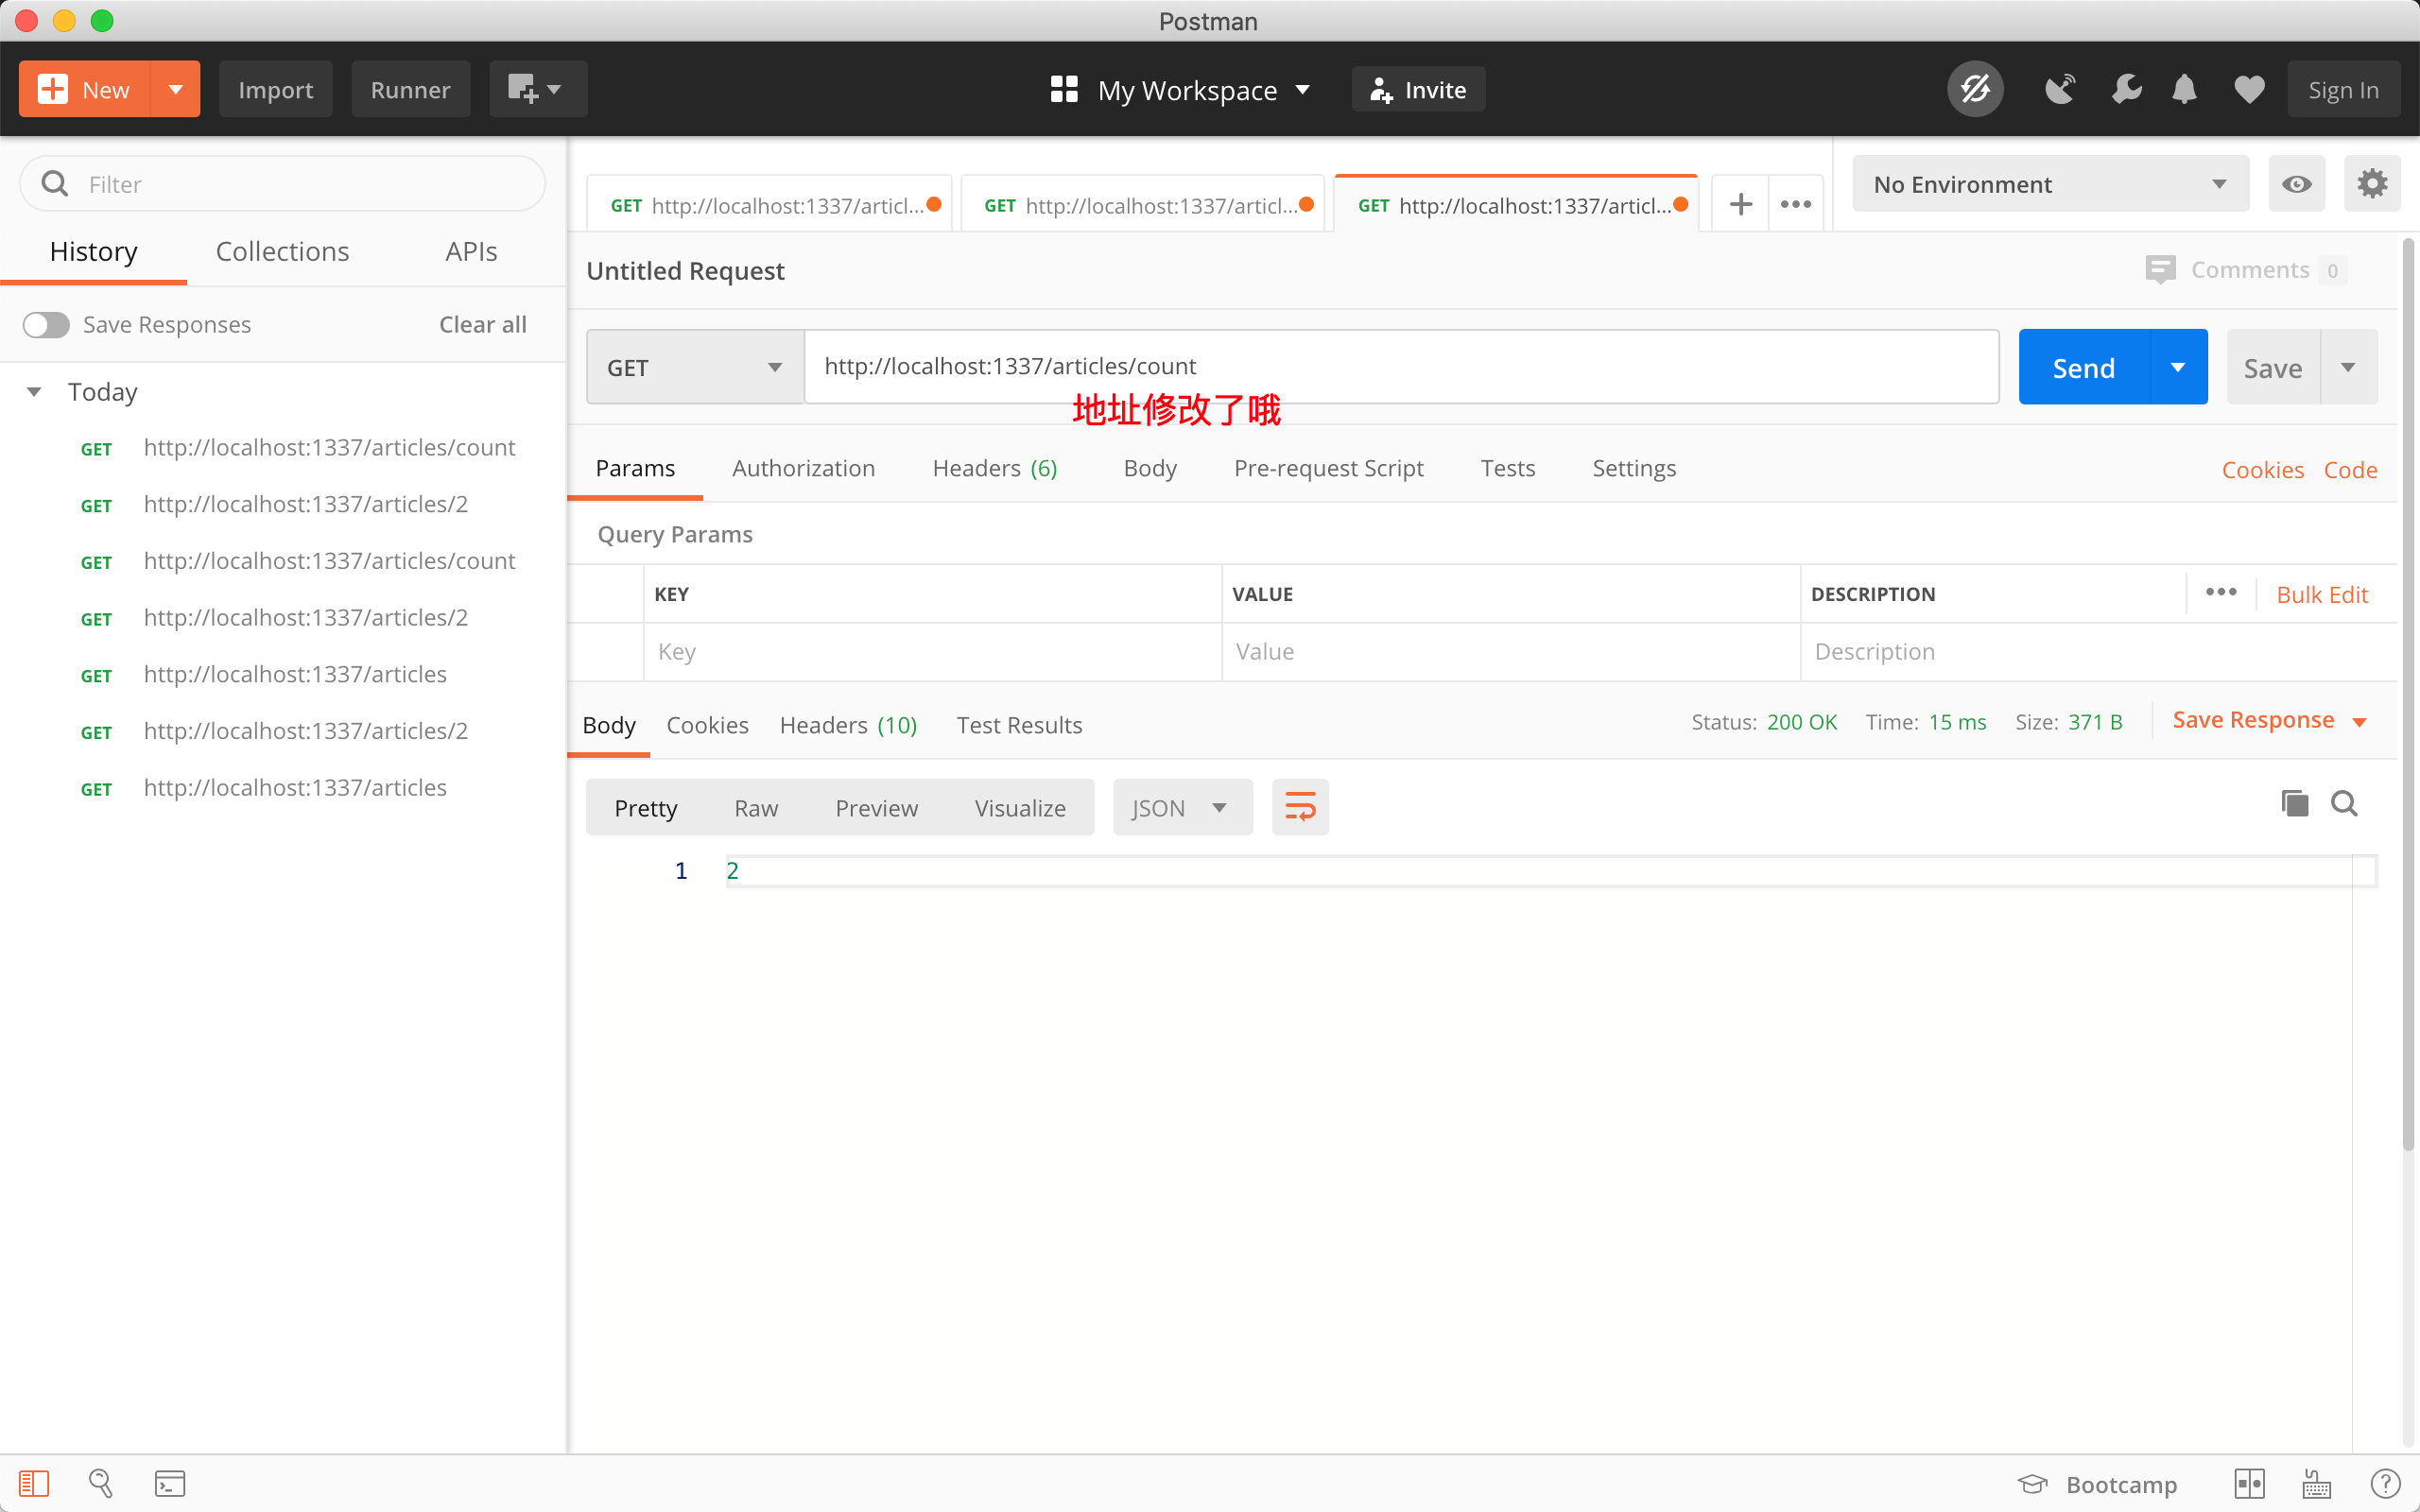 Postman
New Import Runner My Workspace Invite Sign In
Filter
History Collections APIs
Save Responses Clear all
Today
GET http://localhost:1337/articles/count
GET http://localhost:1337/articles/2
GET http://localhost:1337/articles/count
GET http://localhost:1337/articles/2
GET http://localhost:1337/articles
GET http://localhost:1337/articles/2
GET http://localhost:1337/articles
GET http://localhost:1337/articl... GET http://localhost:1337/articl... GET http://localhost:1337/articl... No Environment
Untitled Request Comments 0
GET http://localhost:1337/articles/count Send Save
地址修改了哦
Params Authorization Headers (6) Body Pre-request Script Tests Settings Cookies Code
Query Params
KEY VALUE DESCRIPTION Bulk Edit
Key Value Description
Body Cookies Headers (10) Test Results Status: 200 OK Time: 15 ms Size: 371 B Save Response
Pretty Raw Preview Visualize JSON
1 2
Bootcamp